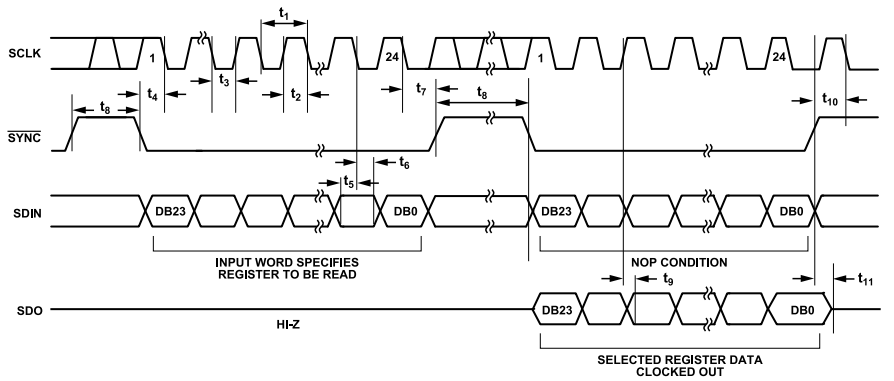 t1
SCLK
1
24
1
24
t3
t4
t2
t7
t8
t10
t8
SYNC
t6
t5
SDIN
DB23
DB0
DB23
DB0
INPUT WORD SPECIFIES
REGISTER TO BE READ
NOP CONDITION
t9
t11
SDO
HI-Z
DB23
DB0
SELECTED REGISTER DATA
CLOCKED OUT